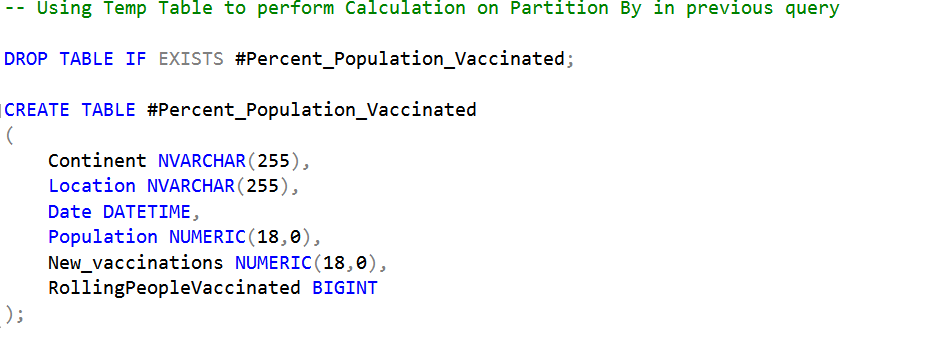 -- Using Temp Table to perform Calculation on Partition By in previous query
DROP TABLE IF EXISTS #Percent_Population_Vaccinated;
CREATE TABLE #Percent_Population_Vaccinated
(
Continent NVARCHAR(255),
Location NVARCHAR(255),
Date DATETIME,
Population NUMERIC(18,0),
New_vaccinations NUMERIC(18,0),
RollingPeopleVaccinated BIGINT
);